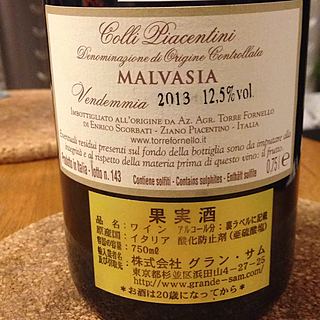 Colli Piacentini
Denominazione di Origine Controllata
MALVASIA
Vendemmia 2013 12,5% vol.
IMBOTTIGLIATO ALL'ORIGINE DA AZ. AGR. TORRE FORNELLO
DI ENRICO SGORBATI - ZIANO PIACENTINO - ITALIA
www.torrefornello.it
Eventuali residui presenti sul fondo della bottiglia sono da imputare alla
integrità e al rispetto della materia prima di questo vino: il frutto.
Prodotto in Italia - lotto n. 143
Contiene solfiti - Contains sulphites - Enthält sulfite
0,75 l e
果実酒
品名：ワイン アルコール分：裏ラベルに記載
原産国：イタリア 酸化防止剤（亜硫酸塩）
容器の容量：750ml
株式会社 グラン・サム
東京都杉並区浜田山4-27-25
http://www.grande-sam.com/
＊お酒は20歳になってから＊